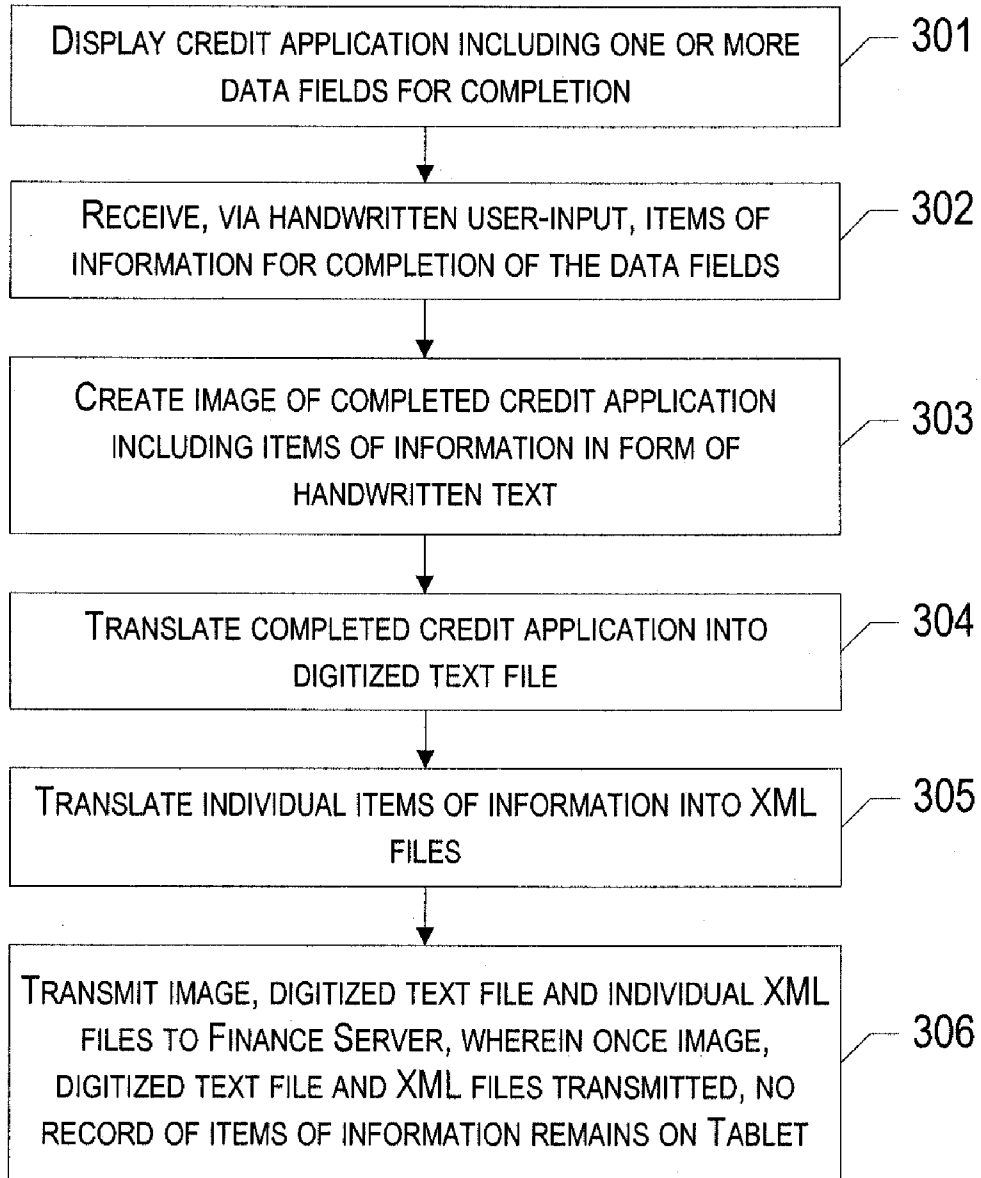 DISPLAY CREDIT APPLICATION INCLUDING ONE OR MORE
DATA FIELDS FOR COMPLETION
301
RECEIVE, VIA HANDWRITTEN USER-INPUT, ITEMS OF
INFORMATION FOR COMPLETION OF THE DATA FIELDS
302
CREATE IMAGE OF COMPLETED CREDIT APPLICATION
INCLUDING ITEMS OF INFORMATION IN FORM OF
HANDWRITTEN TEXT
303
TRANSLATE COMPLETED CREDIT APPLICATION INTO
DIGITIZED TEXT FILE
304
TRANSLATE INDIVIDUAL ITEMS OF INFORMATION INTO XML
FILES
305
TRANSMIT IMAGE, DIGITIZED TEXT FILE AND INDIVIDUAL XML
FILES TO FINANCE SERVER, WHEREIN ONCE IMAGE,
DIGITIZED TEXT FILE AND XML FILES TRANSMITTED, NO
RECORD OF ITEMS OF INFORMATION REMAINS ON TABLET
306